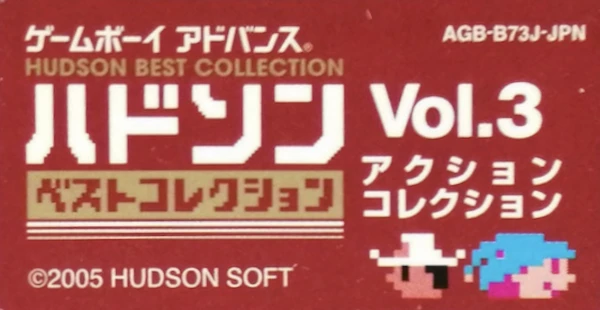 ゲームボーイ アドバンス®
AGB-B73J-JPN
HUDSON BEST COLLECTION
ハドソン
ベストコレクション
Vol.3
アクション
コレクション
©2005 HUDSON SOFT